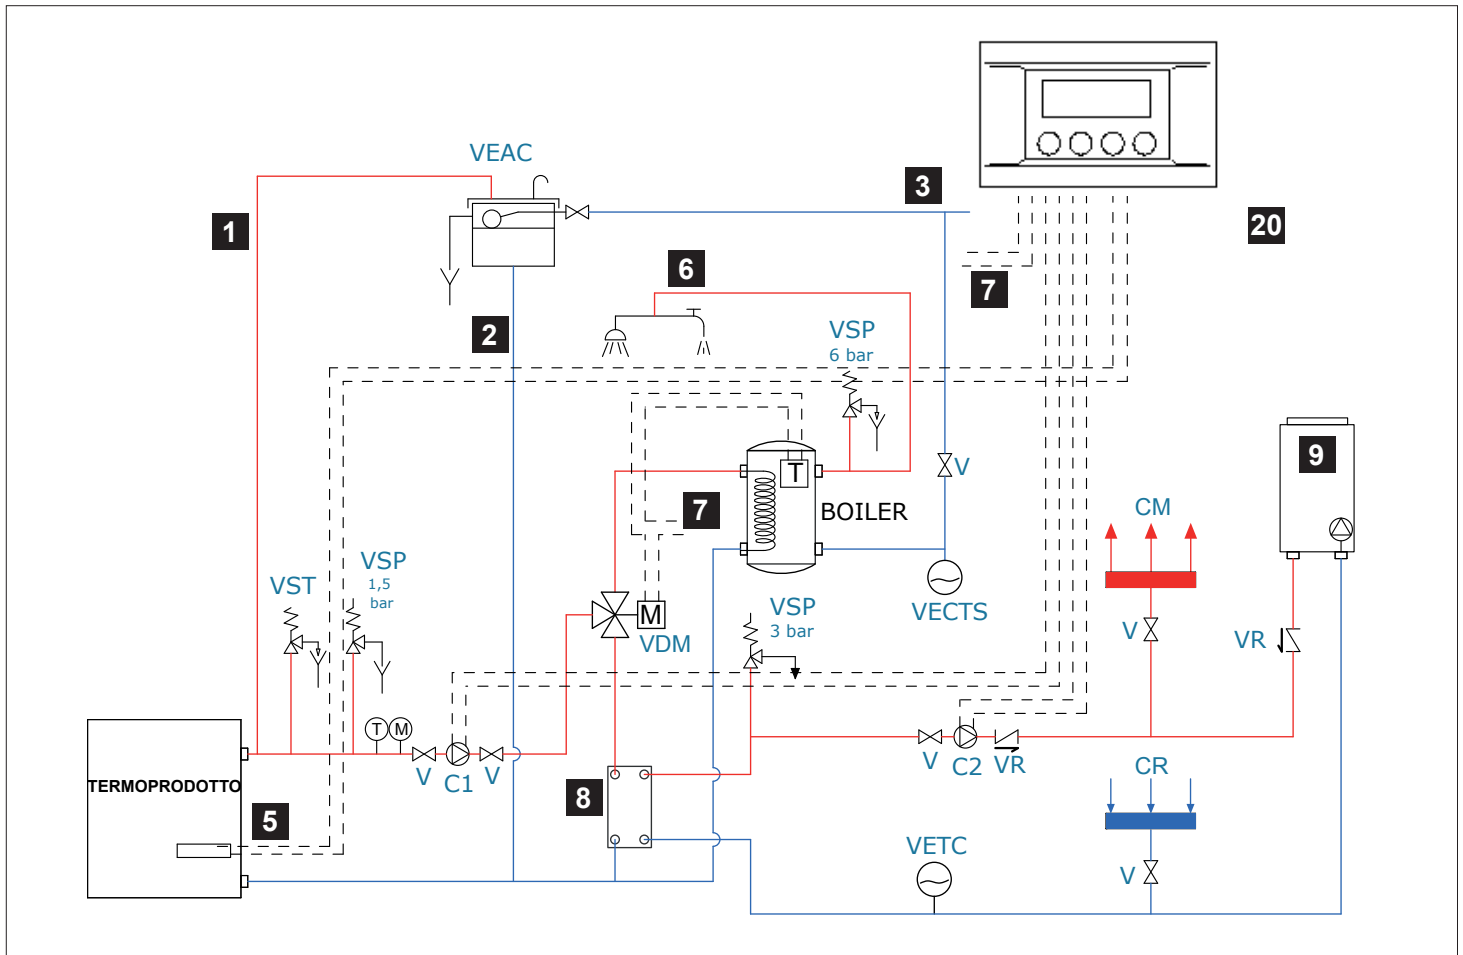 VEAC
3
1
20
6
7
2
VSP
6 bar
9
T
V
BOILER
7
CM
VSP
1,5
bar
VST
VSP
3 bar
VECTS
M
VDM
V
VR
T
M
V
C1
V
V
C2
VR
CR
TERMOPRODOTTO
8
5
VETC
V